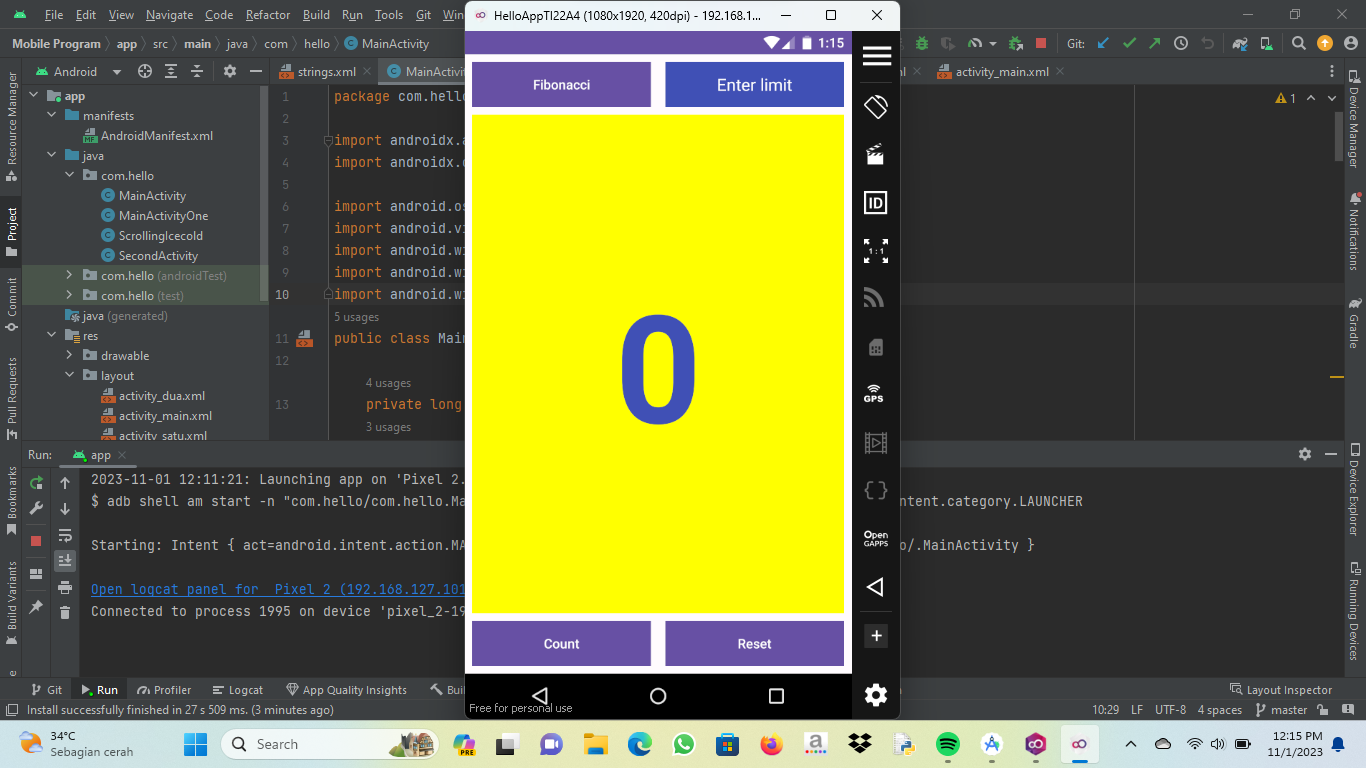 File Edit View Navigate Code Refactor Build Run Tools Git Wi
HelloAppTI22A4 (1080x1920, 420dpi) - 192.168.1...
Mobile Program app src main java com hello MainActivity
Git:
1:15
Android
strings.xml
MainActivi
activity_main.xml
Fibonacci
Enter limit
app
manifests
AndroidManifest.xml
java
com.hello
MainActivity
MainActivityOne
ScrollingIcecold
SecondActivity
com.hello (androidTest)
com.hello (test)
java (generated)
res
drawable
layout
activity_dua.xml
activity_main.xml
activity_satu.xml
1 package com.hello
2
3 import androidx.a
4 import androidx.c
5
6 import android.os
7 import android.vi
8 import android.wi
9 import android.wi
10 import android.wi
5 usages
11 public class Main
12
4 usages
13 private long
3 usages
1
0
Count
Reset
Free for personal use
ID
1:1
GPS
Open
GAPPS
Resource Manager
Project
Commit
Pull Requests
Bookmarks
Build Variants
Device Manager
Notifications
Gradle
Device Explorer
Running Devices
Run: app
2023-11-01 12:11:21: Launching app on 'Pixel 2.
$ adb shell am start -n "com.hello/com.hello.Ma
ntent.category.LAUNCHER
Starting: Intent { act=android.intent.action.MA
o/.MainActivity }
Open logcat panel for Pixel 2 (192.168.127.101
Connected to process 1995 on device 'pixel_2-19
Git Run Profiler Logcat App Quality Insights Bui
Layout Inspector
Install successfully finished in 27 s 509 ms. (3 minutes ago)
10:29 LF UTF-8 4 spaces master
34°C
Sebagian cerah
Search
PRE
12:15 PM
11/1/2023